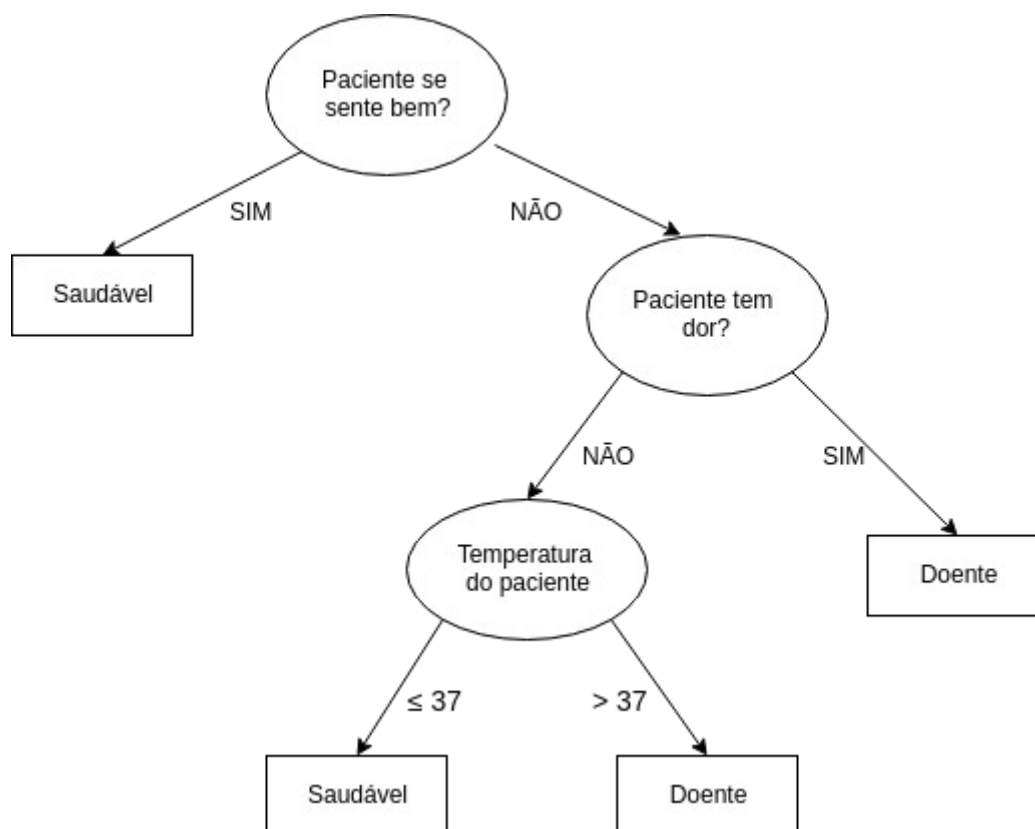 Paciente se
sente bem?
SIM
NÃO
Saudável
Paciente tem
dor?
NÃO
SIM
Temperatura
do paciente
Doente
≤ 37
> 37
Saudável
Doente